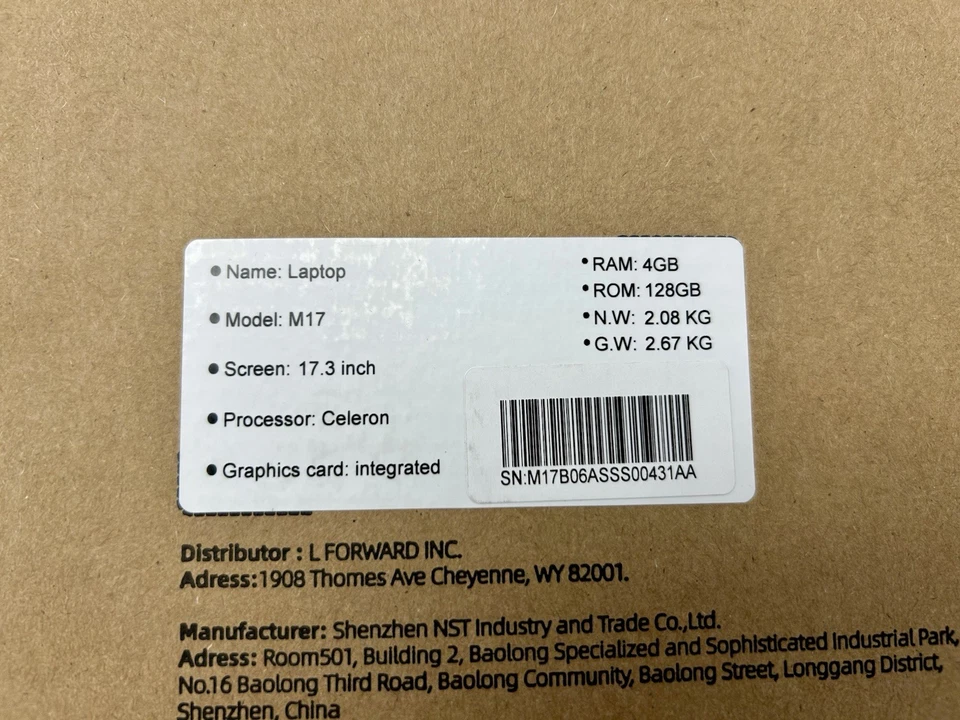 ● Name: Laptop
● Model: M17
● Screen: 17.3 inch
● Processor: Celeron
● Graphics card: integrated
● RAM: 4GB
● ROM: 128GB
● N.W: 2.08 KG
● G.W: 2.67 KG
SN:M17B06ASSS00431AA
Distributor : L FORWARD INC.
Adress:1908 Thomes Ave Cheyenne, WY 82001.
Manufacturer: Shenzhen NST Industry and Trade Co.,Ltd.
Adress: Room501, Building 2, Baolong Specialized and Sophisticated Industrial Park,
No.16 Baolong Third Road, Baolong Community, Baolong Street, Longgang District,
Shenzhen, China